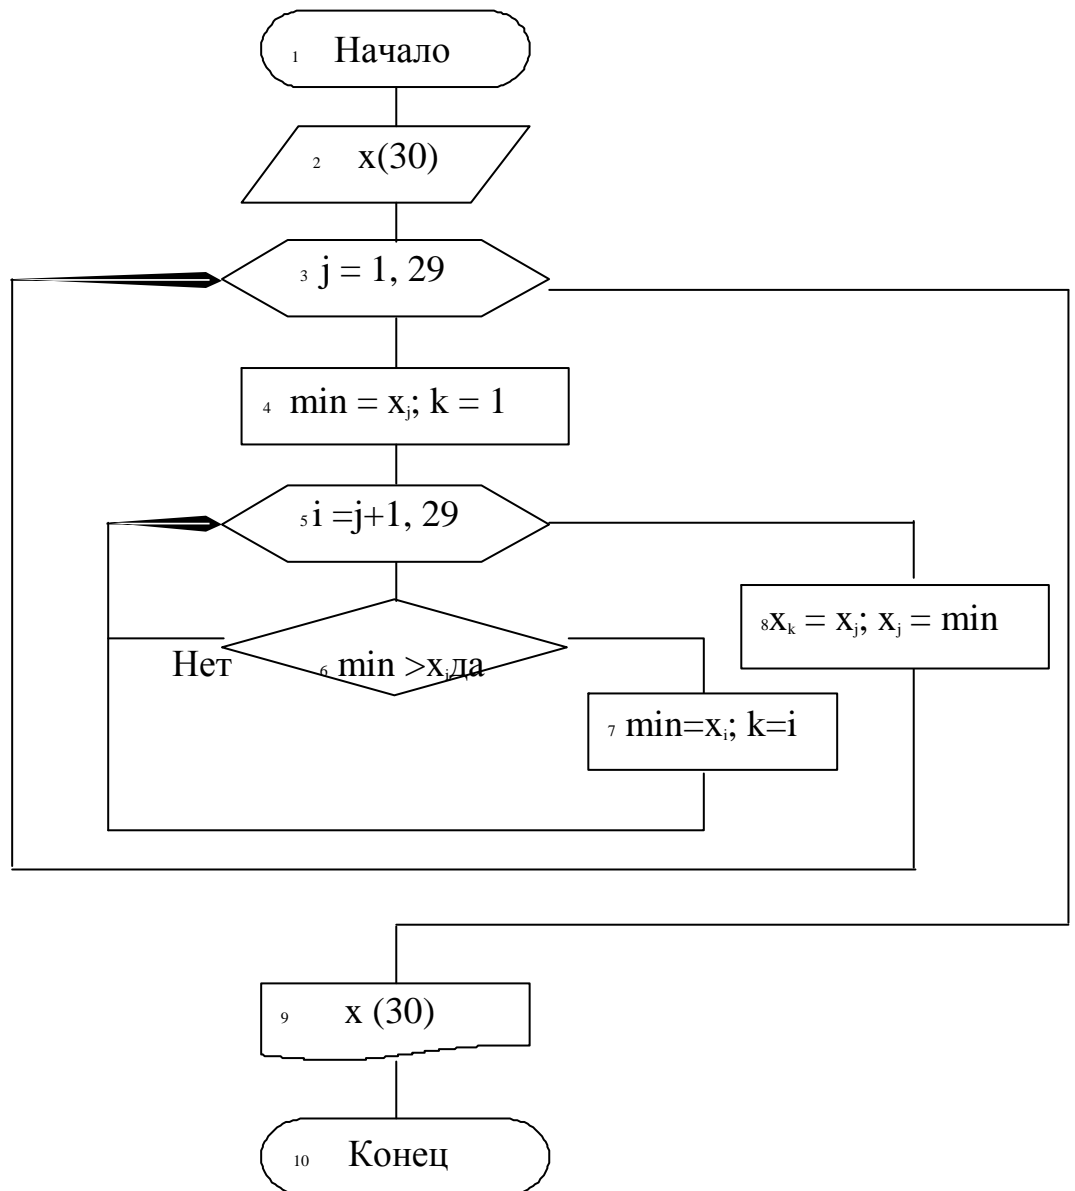 1 Начало
2 x(30)
3 j = 1, 29
4 min = xj; k = 1
5 i =j+1, 29
8 xk = xj; xj = min
Нет 6 min >xi да
7 min=xi; k=i
9 x (30)
10 Конец